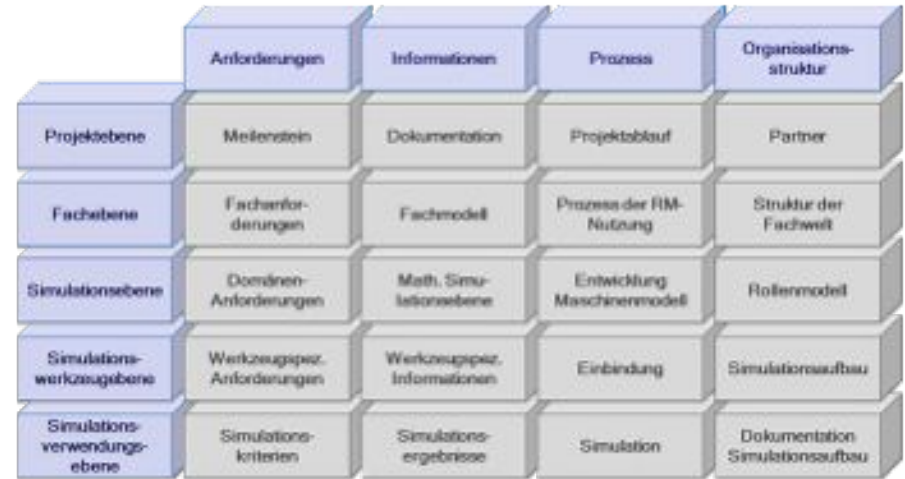 Anforderungen
Informationen
Prozess
Organisations-
struktur
Projektebene
Meilenstein
Dokumentation
Projektablauf
Partner
Fachebene
Fachanfor-
derungen
Fachmodell
Prozess der RM-
Nutzung
Struktur der
Fachwelt
Simulationsebene
Domänen-
Anforderungen
Math. Simu-
lationsebene
Entwicklung
Maschinenmodell
Rollenmodell
Simulations-
werkzeugebene
Werkzeugspez.
Anforderungen
Werkzeugspez.
Informationen
Einbindung
Simulationsaufbau
Simulations-
verwendungs-
ebene
Simulations-
kriterien
Simulations-
ergebnisse
Simulation
Dokumentation
Simulationsaufbau